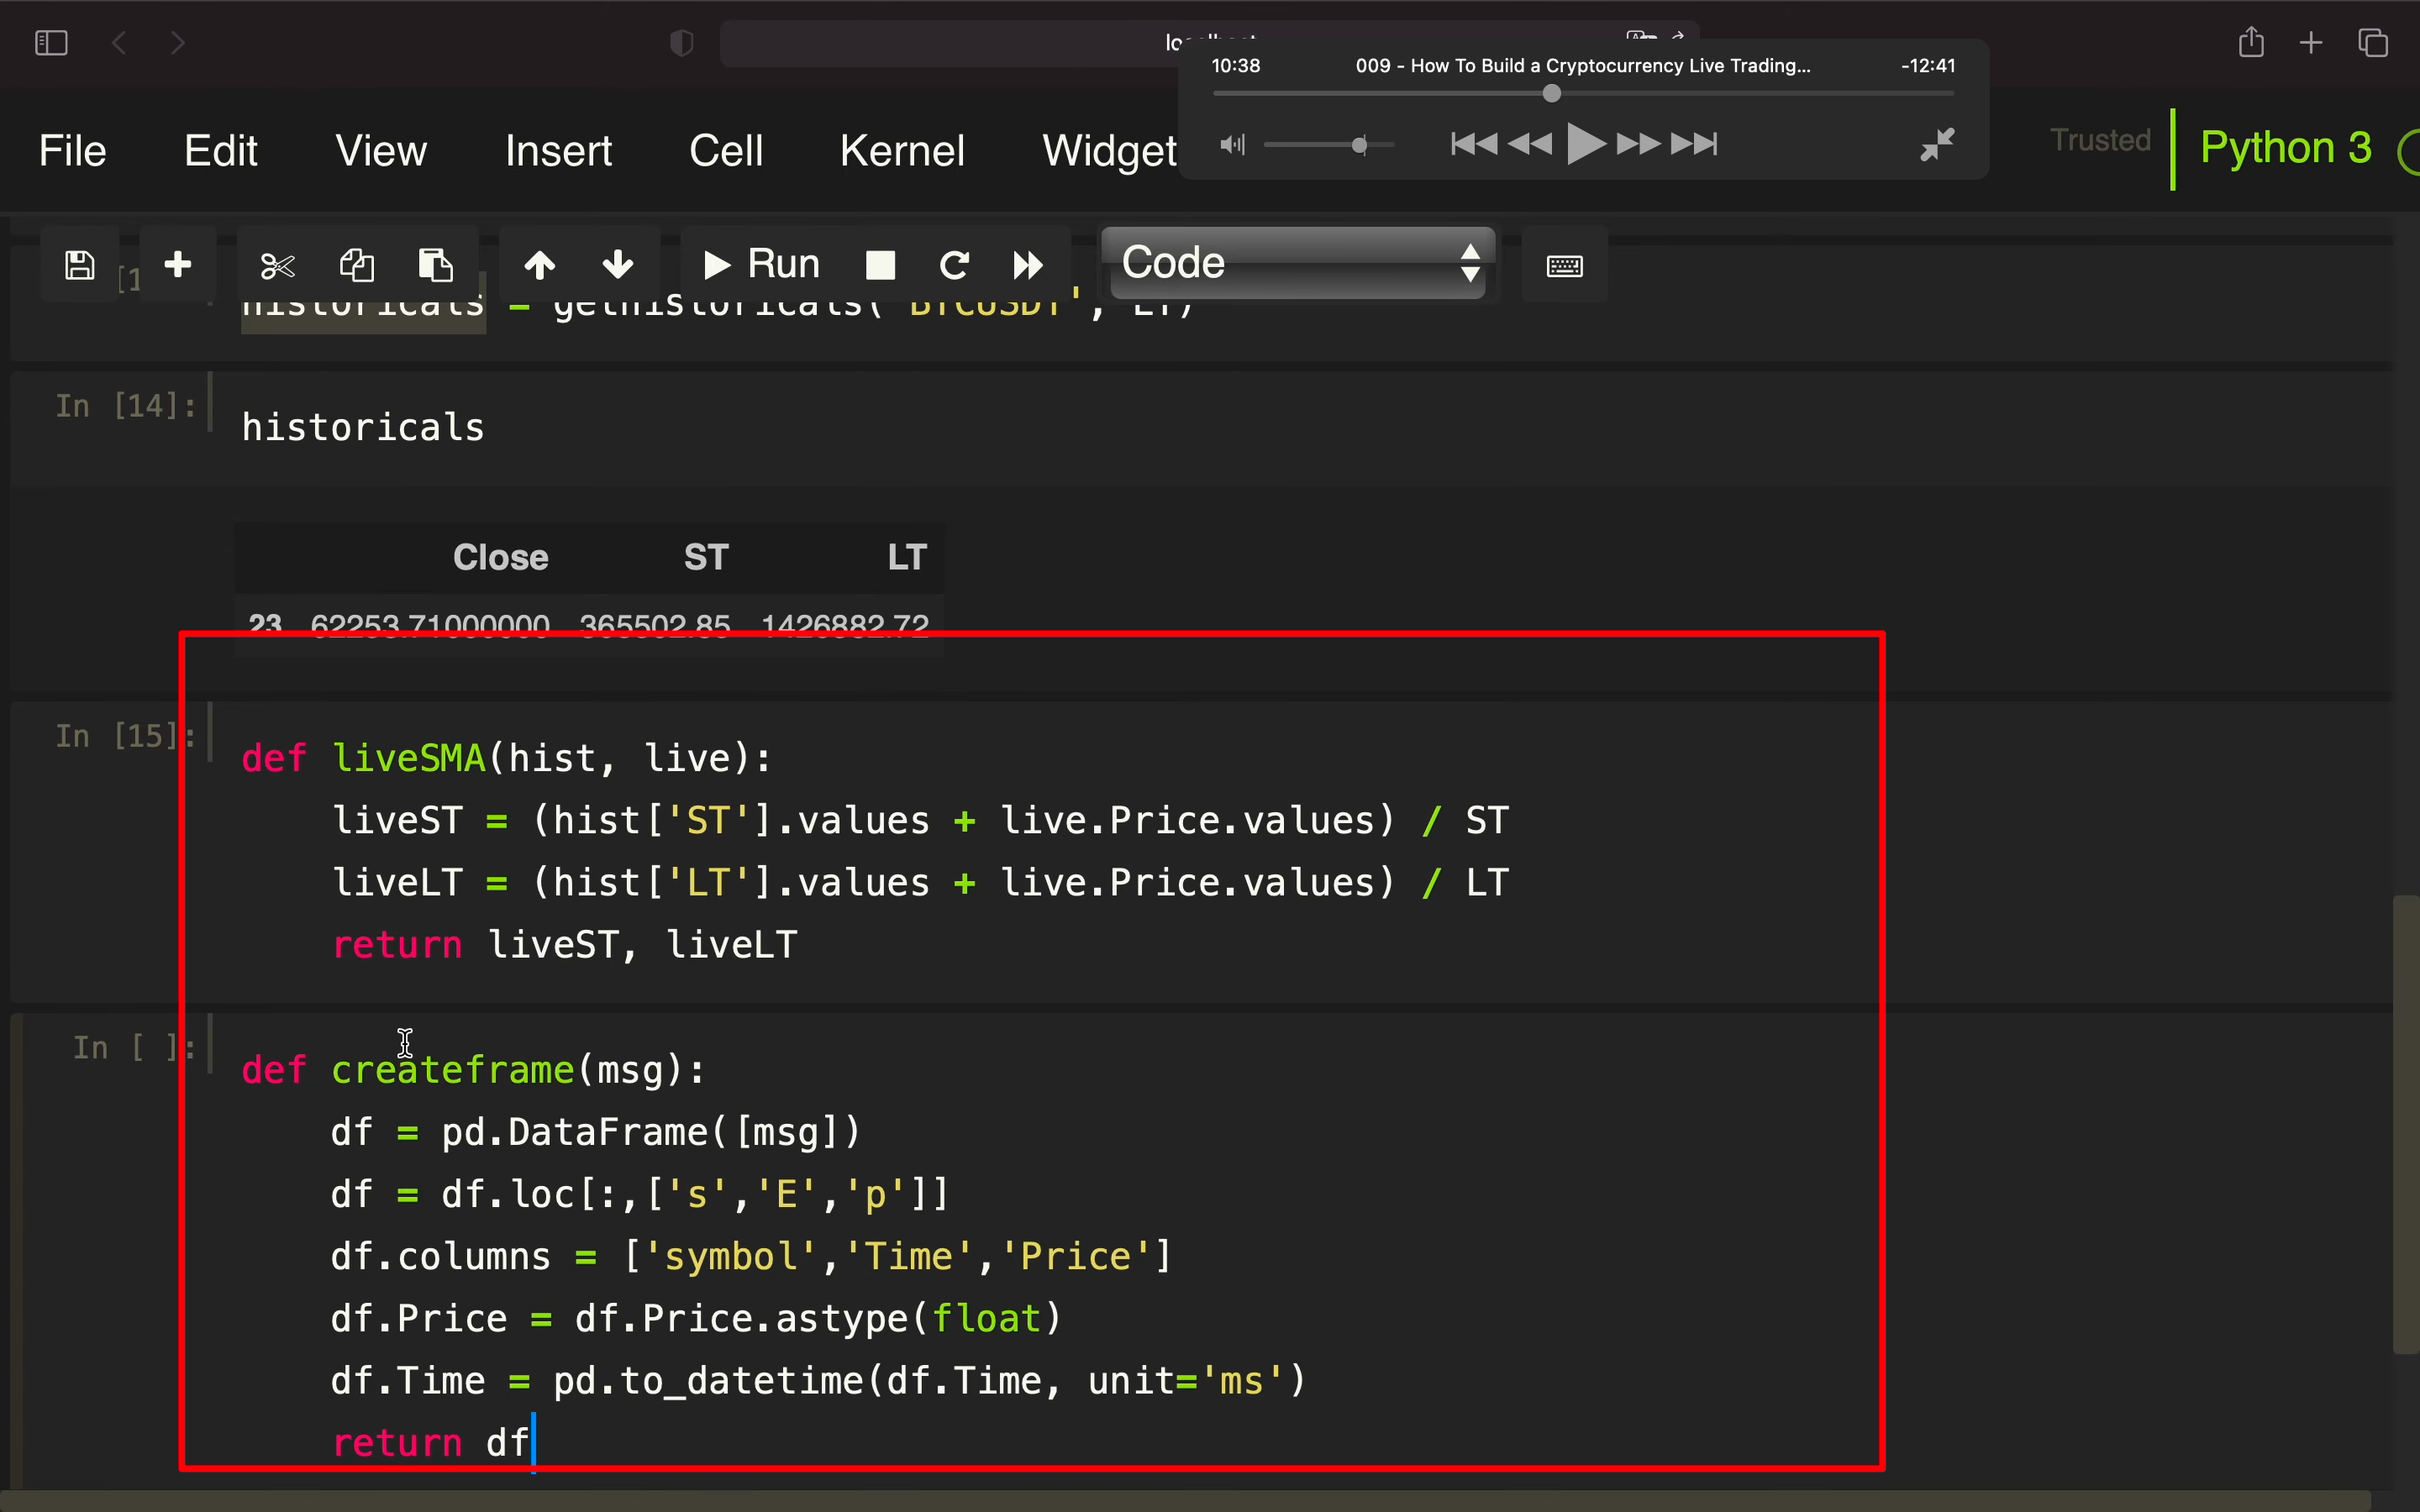 10:38 009 - How To Build a Cryptocurrency Live Trading... -12:41
File Edit View Insert Cell Kernel Widget Trusted Python 3
Run Code
historicals = gethistoricals('BTCUSDT', LT)
In [14]: historicals
Close ST LT
23 62253.71000000 365502.85 1426882.72
In [15]: def liveSMA(hist, live):
liveST = (hist['ST'].values + live.Price.values) / ST
liveLT = (hist['LT'].values + live.Price.values) / LT
return liveST, liveLT
In [ ]: def createframe(msg):
df = pd.DataFrame([msg])
df = df.loc[:,['s','E','p']]
df.columns = ['symbol','Time','Price']
df.Price = df.Price.astype(float)
df.Time = pd.to_datetime(df.Time, unit='ms')
return df